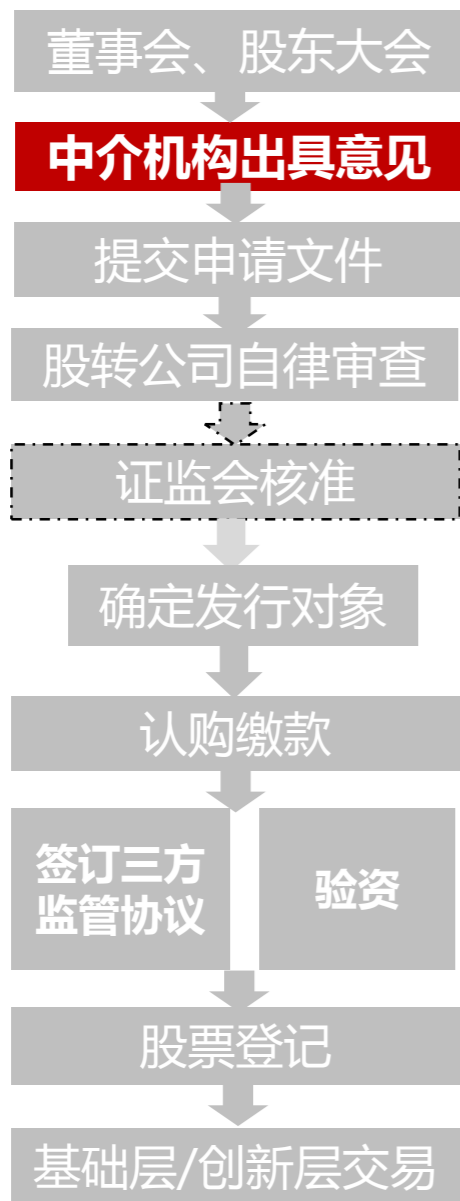 董事会、股东大会
中介机构出具意见
提交申请文件
股转公司自律审查
证监会核准
确定发行对象
认购缴款
签订三方
监管协议
验资
股票登记
基础层/创新层交易